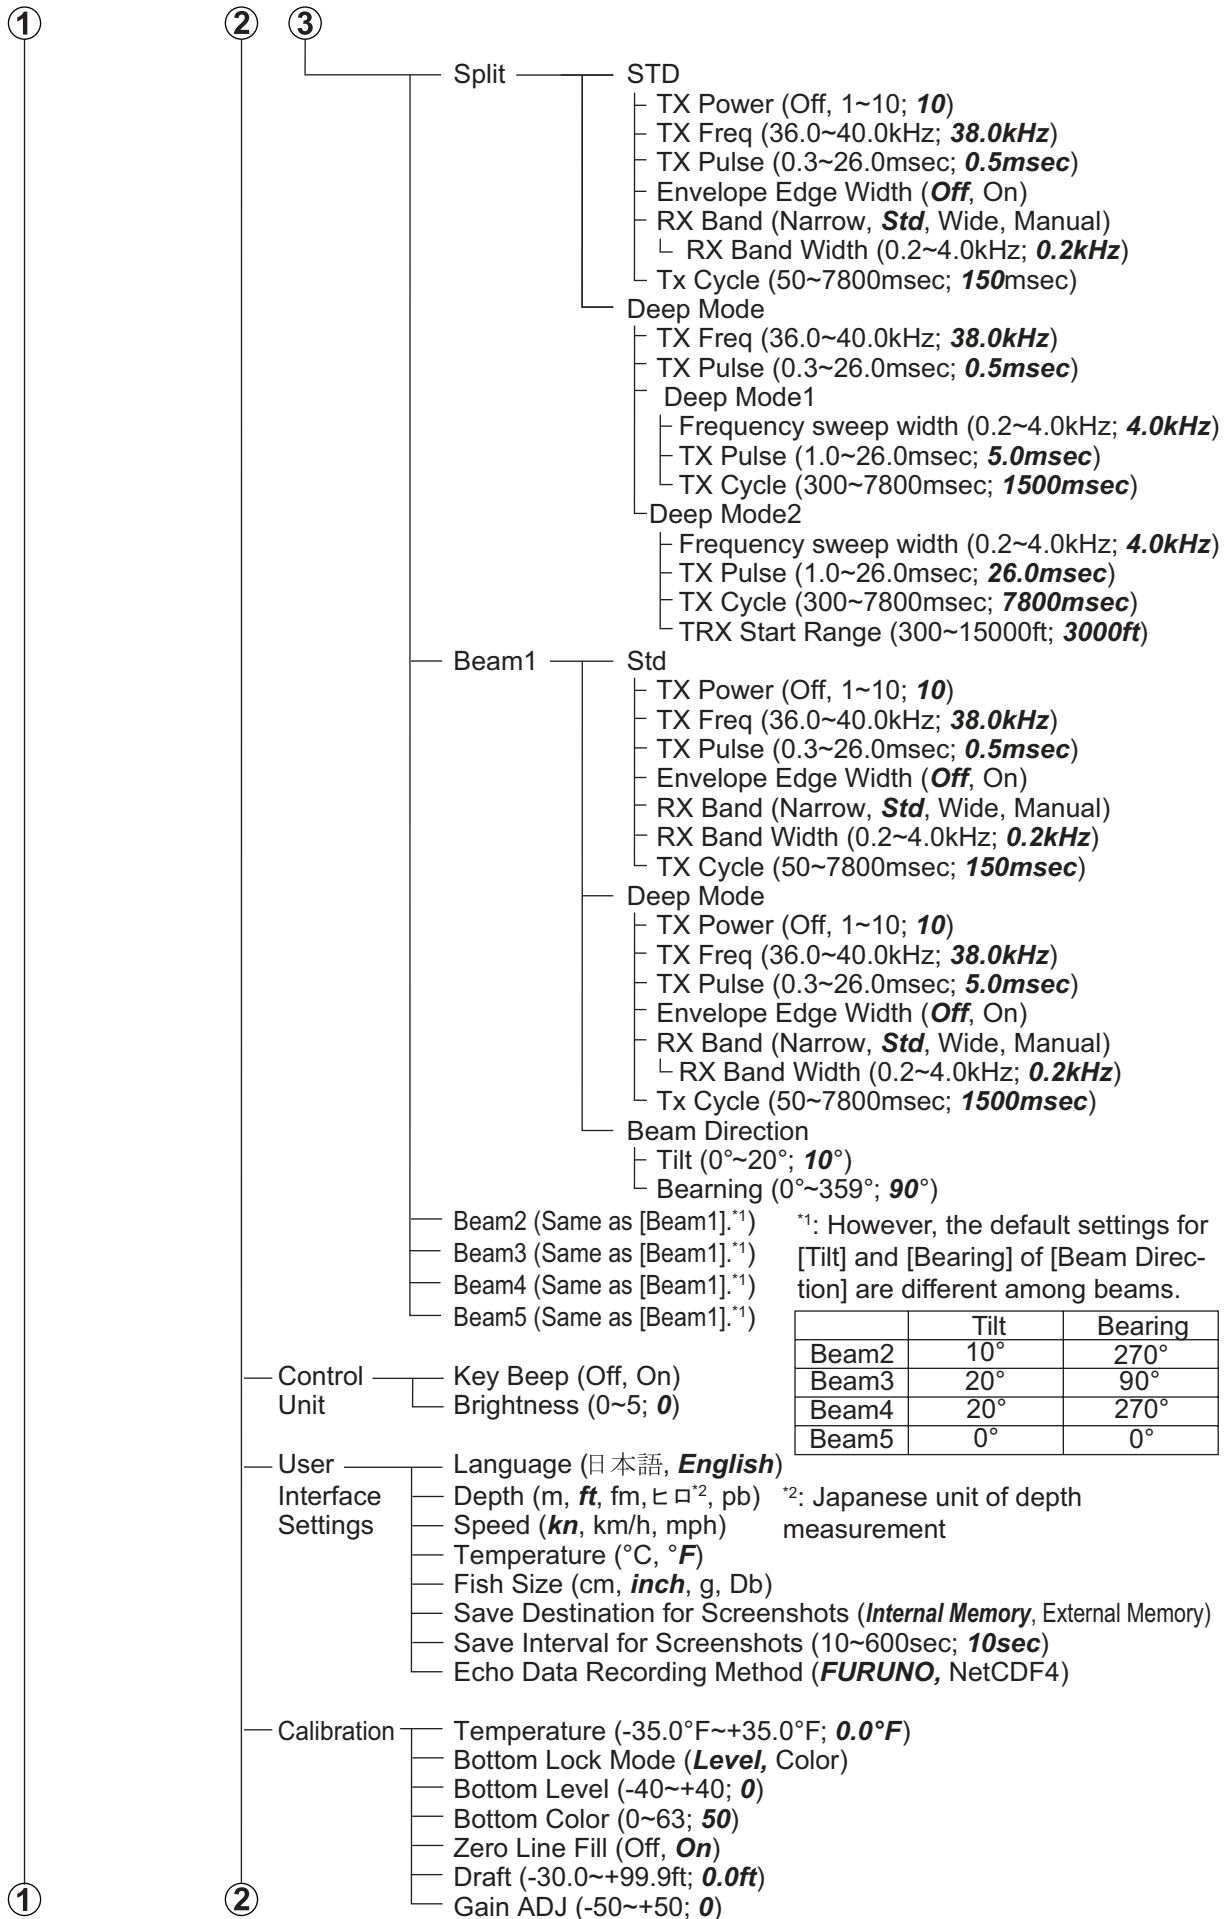 1 2 3
Split STD
TX Power (Off, 1~10; 10)
TX Freq (36.0~40.0kHz; 38.0kHz)
TX Pulse (0.3~26.0msec; 0.5msec)
Envelope Edge Width (Off, On)
RX Band (Narrow, Std, Wide, Manual)
RX Band Width (0.2~4.0kHz; 0.2kHz)
Tx Cycle (50~7800msec; 150msec)
Deep Mode
TX Freq (36.0~40.0kHz; 38.0kHz)
TX Pulse (0.3~26.0msec; 0.5msec)
Deep Mode1
Frequency sweep width (0.2~4.0kHz; 4.0kHz)
TX Pulse (1.0~26.0msec; 5.0msec)
TX Cycle (300~7800msec; 1500msec)
Deep Mode2
Frequency sweep width (0.2~4.0kHz; 4.0kHz)
TX Pulse (1.0~26.0msec; 26.0msec)
TX Cycle (300~7800msec; 7800msec)
TRX Start Range (300~15000ft; 3000ft)
Beam1 Std
TX Power (Off, 1~10; 10)
TX Freq (36.0~40.0kHz; 38.0kHz)
TX Pulse (0.3~26.0msec; 0.5msec)
Envelope Edge Width (Off, On)
RX Band (Narrow, Std, Wide, Manual)
RX Band Width (0.2~4.0kHz; 0.2kHz)
TX Cycle (50~7800msec; 150msec)
Deep Mode
TX Power (Off, 1~10; 10)
TX Freq (36.0~40.0kHz; 38.0kHz)
TX Pulse (0.3~26.0msec; 5.0msec)
Envelope Edge Width (Off, On)
RX Band (Narrow, Std, Wide, Manual)
RX Band Width (0.2~4.0kHz; 0.2kHz)
Tx Cycle (50~7800msec; 1500msec)
Beam Direction
Tilt (0°~20°; 10°)
Bearning (0°~359°; 90°)
Beam2 (Same as [Beam1].*1)
Beam3 (Same as [Beam1].*1)
Beam4 (Same as [Beam1].*1)
Beam5 (Same as [Beam1].*1)
*1: However, the default settings for
[Tilt] and [Bearing] of [Beam Direc-
tion] are different among beams.
Tilt Bearing
Beam2 10° 270°
Beam3 20° 90°
Beam4 20° 270°
Beam5 0° 0°
Control
Unit
Key Beep (Off, On)
Brightness (0~5; 0)
User
Interface
Settings
Language (日本語, English)
Depth (m, ft, fm,ヒロ*2, pb)
*2: Japanese unit of depth
measurement
Speed (kn, km/h, mph)
Temperature (°C, °F)
Fish Size (cm, inch, g, Db)
Save Destination for Screenshots (Internal Memory, External Memory)
Save Interval for Screenshots (10~600sec; 10sec)
Echo Data Recording Method (FURUNO, NetCDF4)
Calibration Temperature (-35.0°F~+35.0°F; 0.0°F)
Bottom Lock Mode (Level, Color)
Bottom Level (-40~+40; 0)
Bottom Color (0~63; 50)
Zero Line Fill (Off, On)
Draft (-30.0~+99.9ft; 0.0ft)
Gain ADJ (-50~+50; 0)
1 2